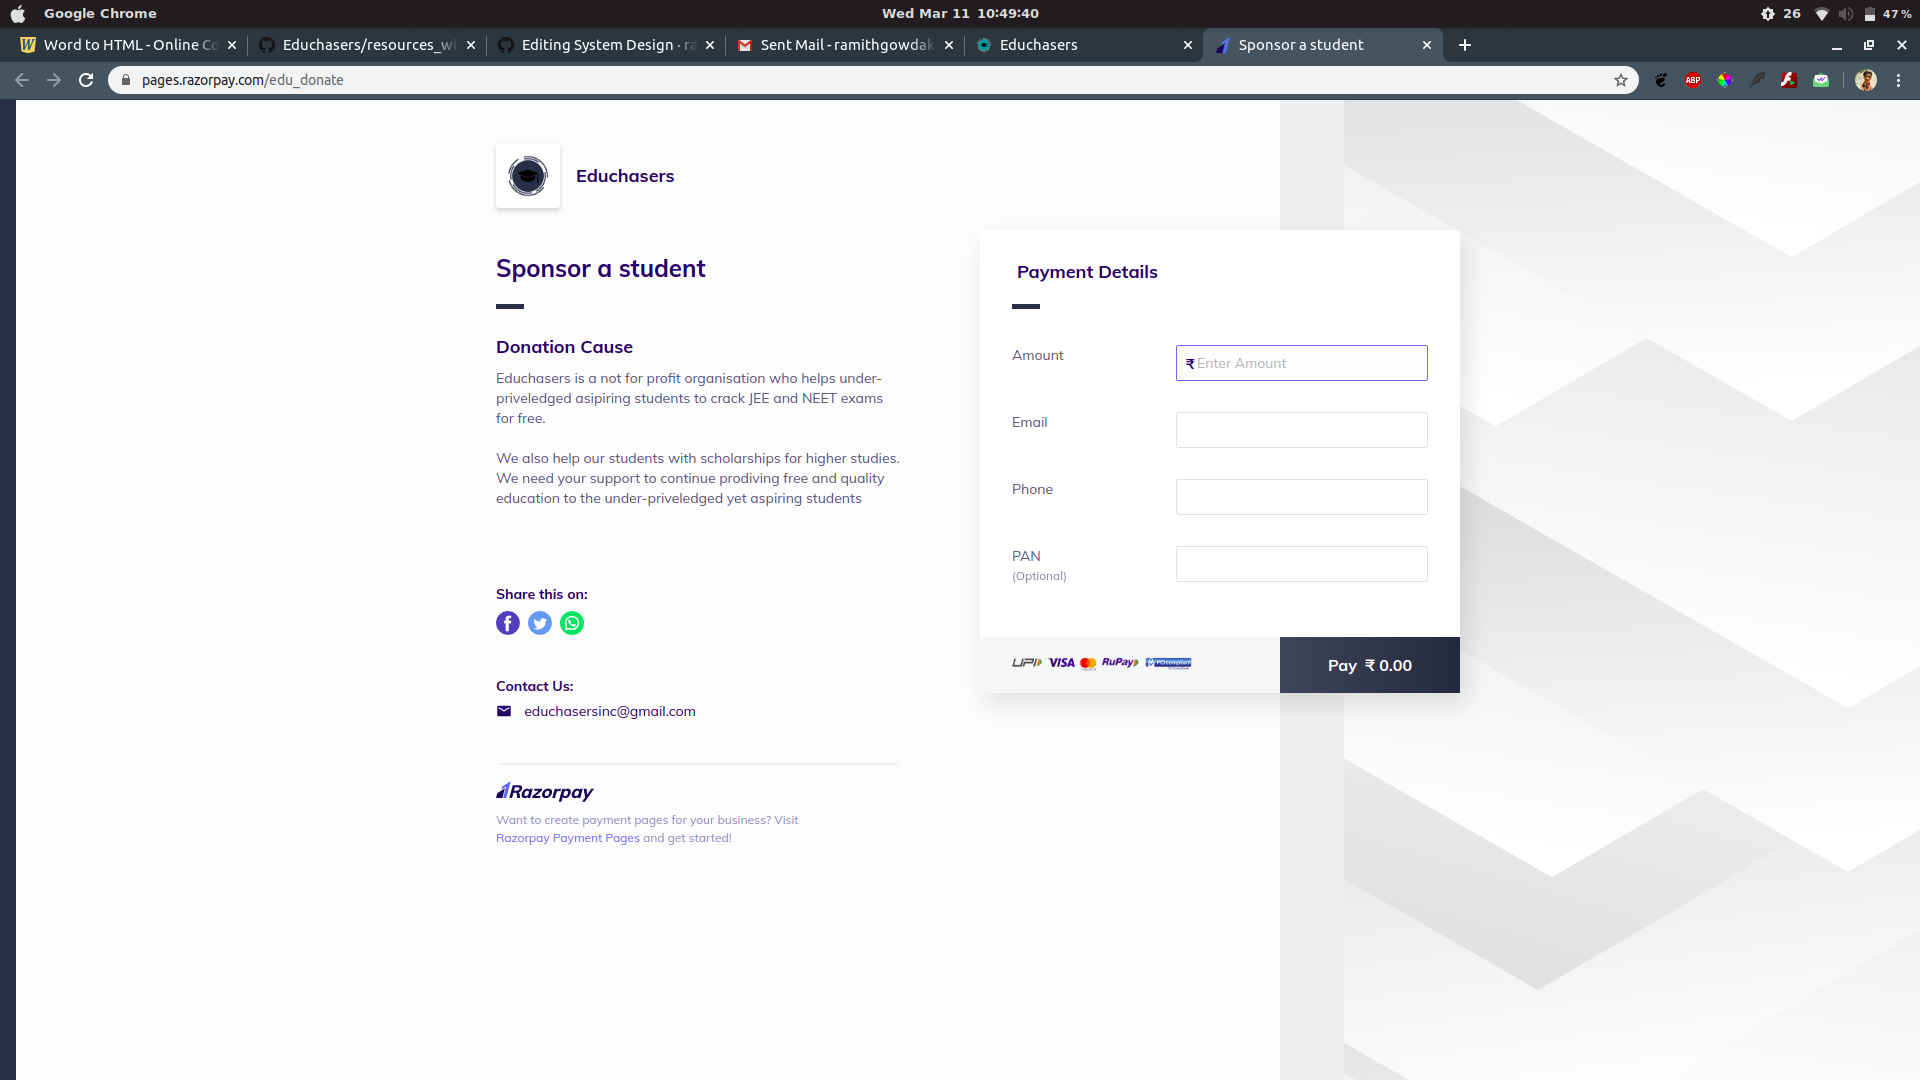 Google Chrome
Wed Mar 11 10:49:40
26
47 %
Word to HTML - Online Co
Educhasers/resources_wi
Editing System Design · ra
Sent Mail - ramithgowdak
Educhasers
Sponsor a student
pages.razorpay.com/edu_donate
ABP
Educhasers
Sponsor a student
Donation Cause
Educhasers is a not for profit organisation who helps under-
priveledged asipiring students to crack JEE and NEET exams
for free.
We also help our students with scholarships for higher studies.
We need your support to continue prodiving free and quality
education to the under-priveledged yet aspiring students
Share this on:
Contact Us:
educhasersinc@gmail.com
Razorpay
Want to create payment pages for your business? Visit
Razorpay Payment Pages and get started!
Payment Details
Amount
₹ Enter Amount
Email
Phone
PAN
(Optional)
UPI VISA RuPay PCI compliant
Pay ₹ 0.00